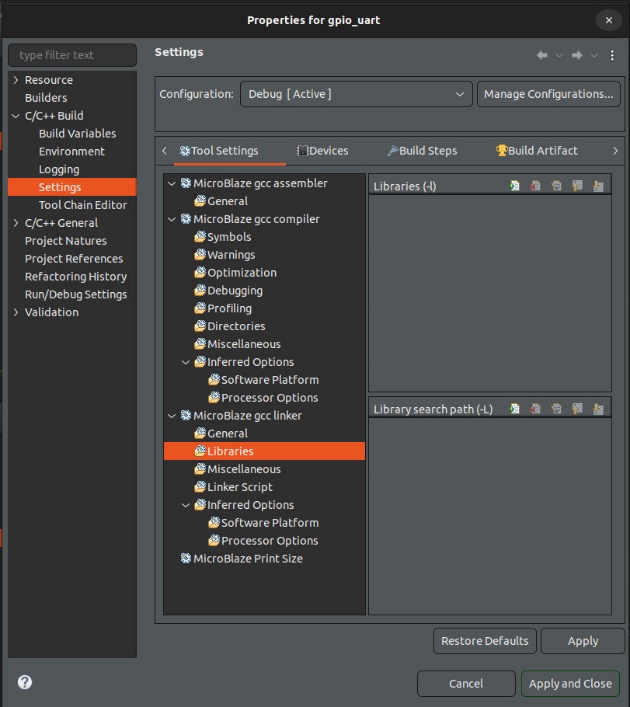 Properties for gpio_uart
type filter text
Resource
Builders
C/C++ Build
Build Variables
Environment
Logging
Settings
Tool Chain Editor
C/C++ General
Project Natures
Project References
Refactoring History
Run/Debug Settings
Validation
Settings
Configuration:
Debug [ Active ]
Manage Configurations...
Tool Settings
Devices
Build Steps
Build Artifact
MicroBlaze gcc assembler
General
MicroBlaze gcc compiler
Symbols
Warnings
Optimization
Debugging
Profiling
Directories
Miscellaneous
Inferred Options
Software Platform
Processor Options
MicroBlaze gcc linker
General
Libraries
Miscellaneous
Linker Script
Inferred Options
Software Platform
Processor Options
MicroBlaze Print Size
Libraries (-l)
Library search path (-L)
Restore Defaults
Apply
Cancel
Apply and Close